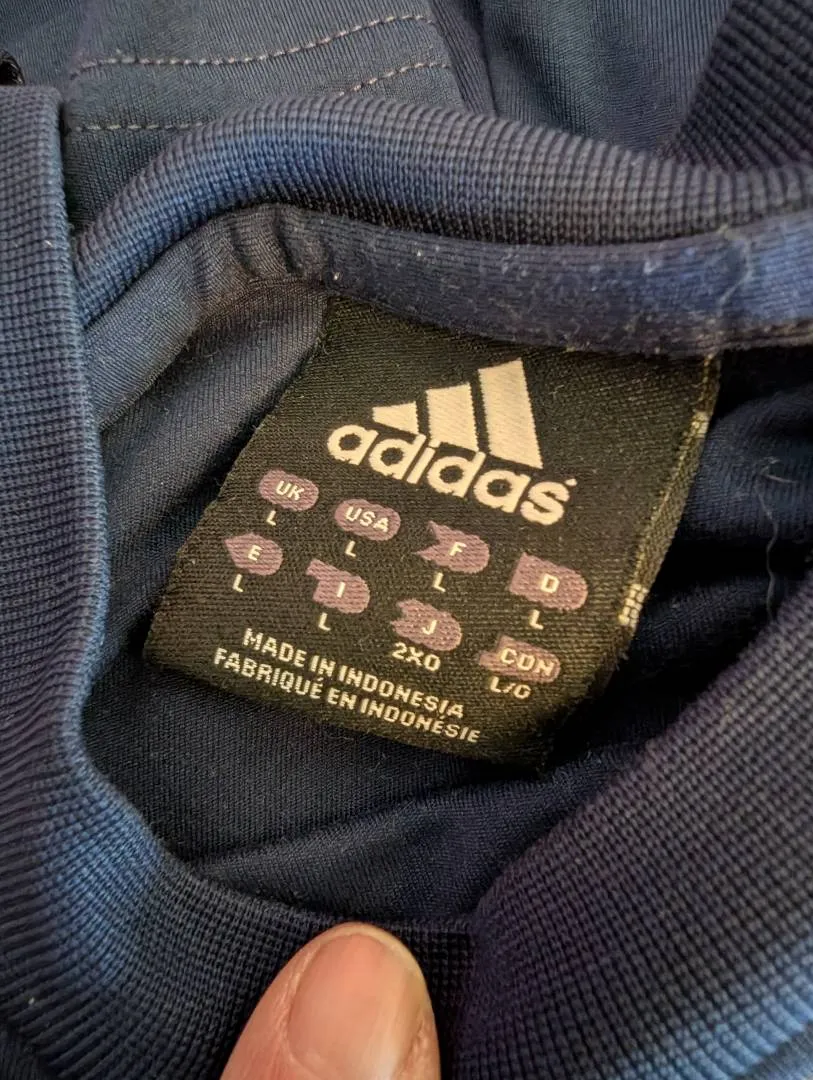 adidas
UK USA F D
L L L L
E I J CDN
L L 2XO L/G
MADE IN INDONESIA
FABRIQUÉ EN INDONÉSIE